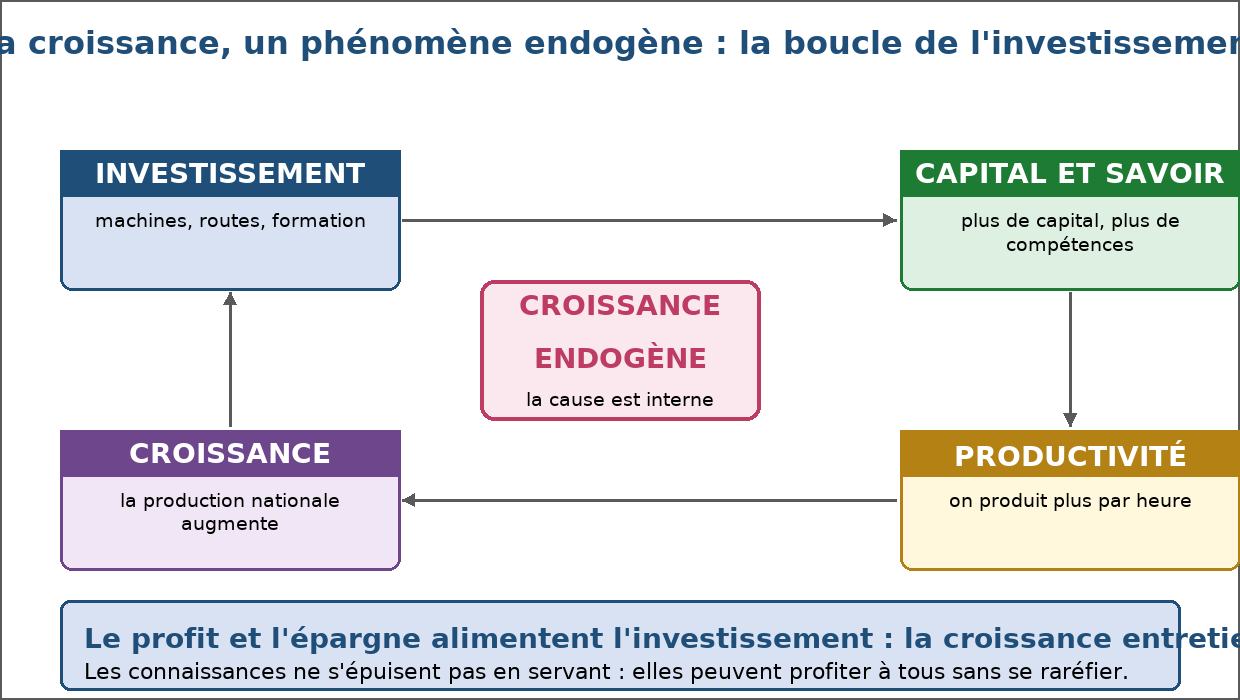 a croissance, un phénomène endogène : la boucle de l'investissemen
INVESTISSEMENT
machines, routes, formation
CAPITAL ET SAVOIR
plus de capital, plus de
compétences
CROISSANCE
ENDOGÈNE
la cause est interne
CROISSANCE
la production nationale
augmente
PRODUCTIVITÉ
on produit plus par heure
Le profit et l'épargne alimentent l'investissement : la croissance entretie
Les connaissances ne s'épuisent pas en servant : elles peuvent profiter à tous sans se raréfier.